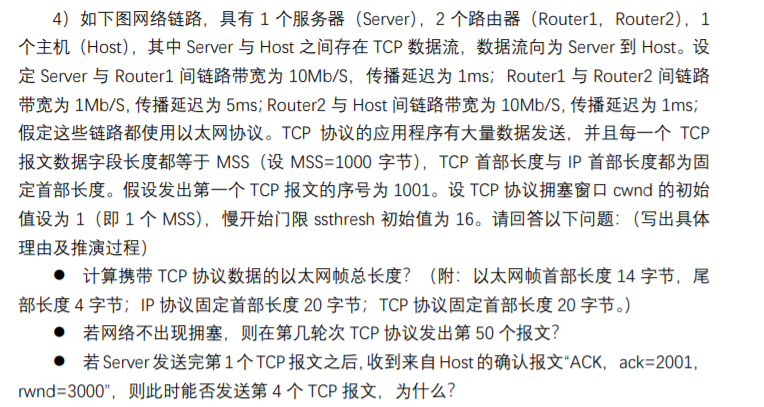 4）如下图网络链路，具有 1 个服务器（Server），2 个路由器（Router1，Router2），1
个主机（Host），其中 Server 与 Host 之间存在 TCP 数据流，数据流向为 Server 到 Host。设
定 Server 与 Router1 间链路带宽为 10Mb/S，传播延迟为 1ms；Router1 与 Router2 间链路
带宽为 1Mb/S，传播延迟为 5ms；Router2 与 Host 间链路带宽为 10Mb/S，传播延迟为 1ms；
假定这些链路都使用以太网协议。TCP 协议的应用程序有大量数据发送，并且每一个 TCP
报文数据字段长度都等于 MSS（设 MSS=1000 字节），TCP 首部长度与 IP 首部长度都为固
定首部长度。假设发出第一个 TCP 报文的序号为 1001。设 TCP 协议拥塞窗口 cwnd 的初始
值设为 1（即 1 个 MSS），慢开始门限 ssthresh 初始值为 16。请回答以下问题：（写出具体
理由及推演过程）
● 计算携带 TCP 协议数据的以太网帧总长度？（附：以太网帧首部长度 14 字节，尾
部长度 4 字节；IP 协议固定首部长度 20 字节；TCP 协议固定首部长度 20 字节。）
● 若网络不出现拥塞，则在第几轮次 TCP 协议发出第 50 个报文？
● 若 Server 发送完第 1 个 TCP 报文之后，收到来自 Host 的确认报文“ACK，ack=2001，
rwnd=3000”，则此时能否发送第 4 个 TCP 报文，为什么？